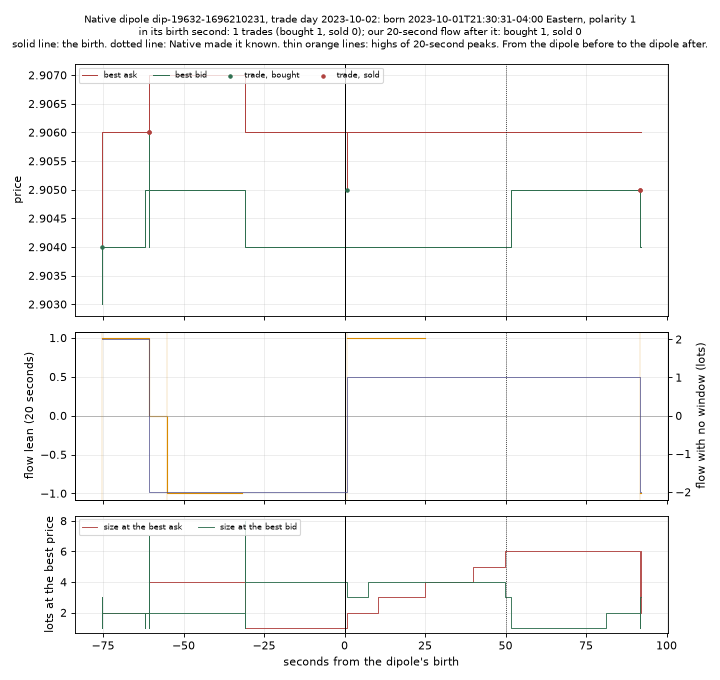 Native dipole dip-19632-1696210231, trade day 2023-10-02: born 2023-10-01T21:30:31-04:00 Eastern, polarity 1
in its birth second: 1 trades (bought 1, sold 0); our 20-second flow after it: bought 1, sold 0
solid line: the birth. dotted line: Native made it known. thin orange lines: highs of 20-second peaks. From the dipole before to the dipole after.
best ask best bid trade, bought trade, sold
2.9070
2.9065
2.9060
2.9055
2.9050
2.9045
2.9040
2.9035
2.9030
price
1.0
0.5
0.0
−0.5
−1.0
flow lean (20 seconds)
2
1
0
−1
−2
flow with no window (lots)
size at the best ask size at the best bid
8
6
4
2
lots at the best price
−75 −50 −25 0 25 50 75 100
seconds from the dipole's birth